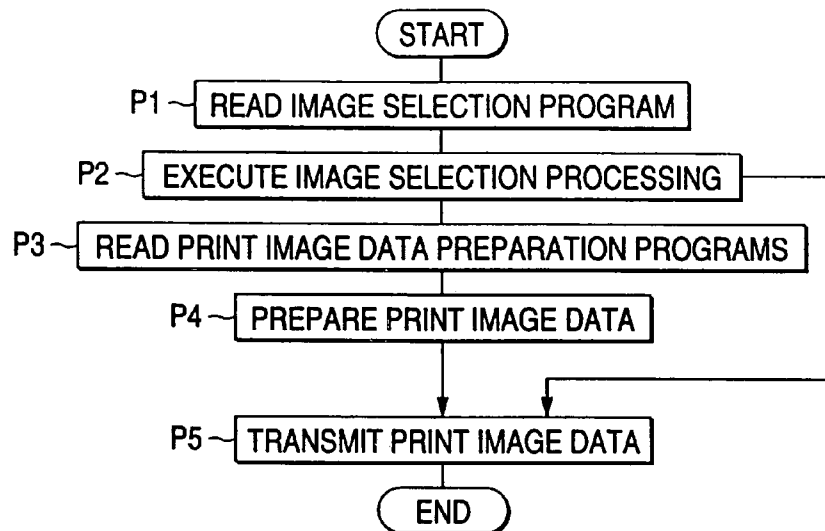 START
P1 READ IMAGE SELECTION PROGRAM
P2 EXECUTE IMAGE SELECTION PROCESSING
P3 READ PRINT IMAGE DATA PREPARATION PROGRAMS
P4 PREPARE PRINT IMAGE DATA
P5 TRANSMIT PRINT IMAGE DATA
END